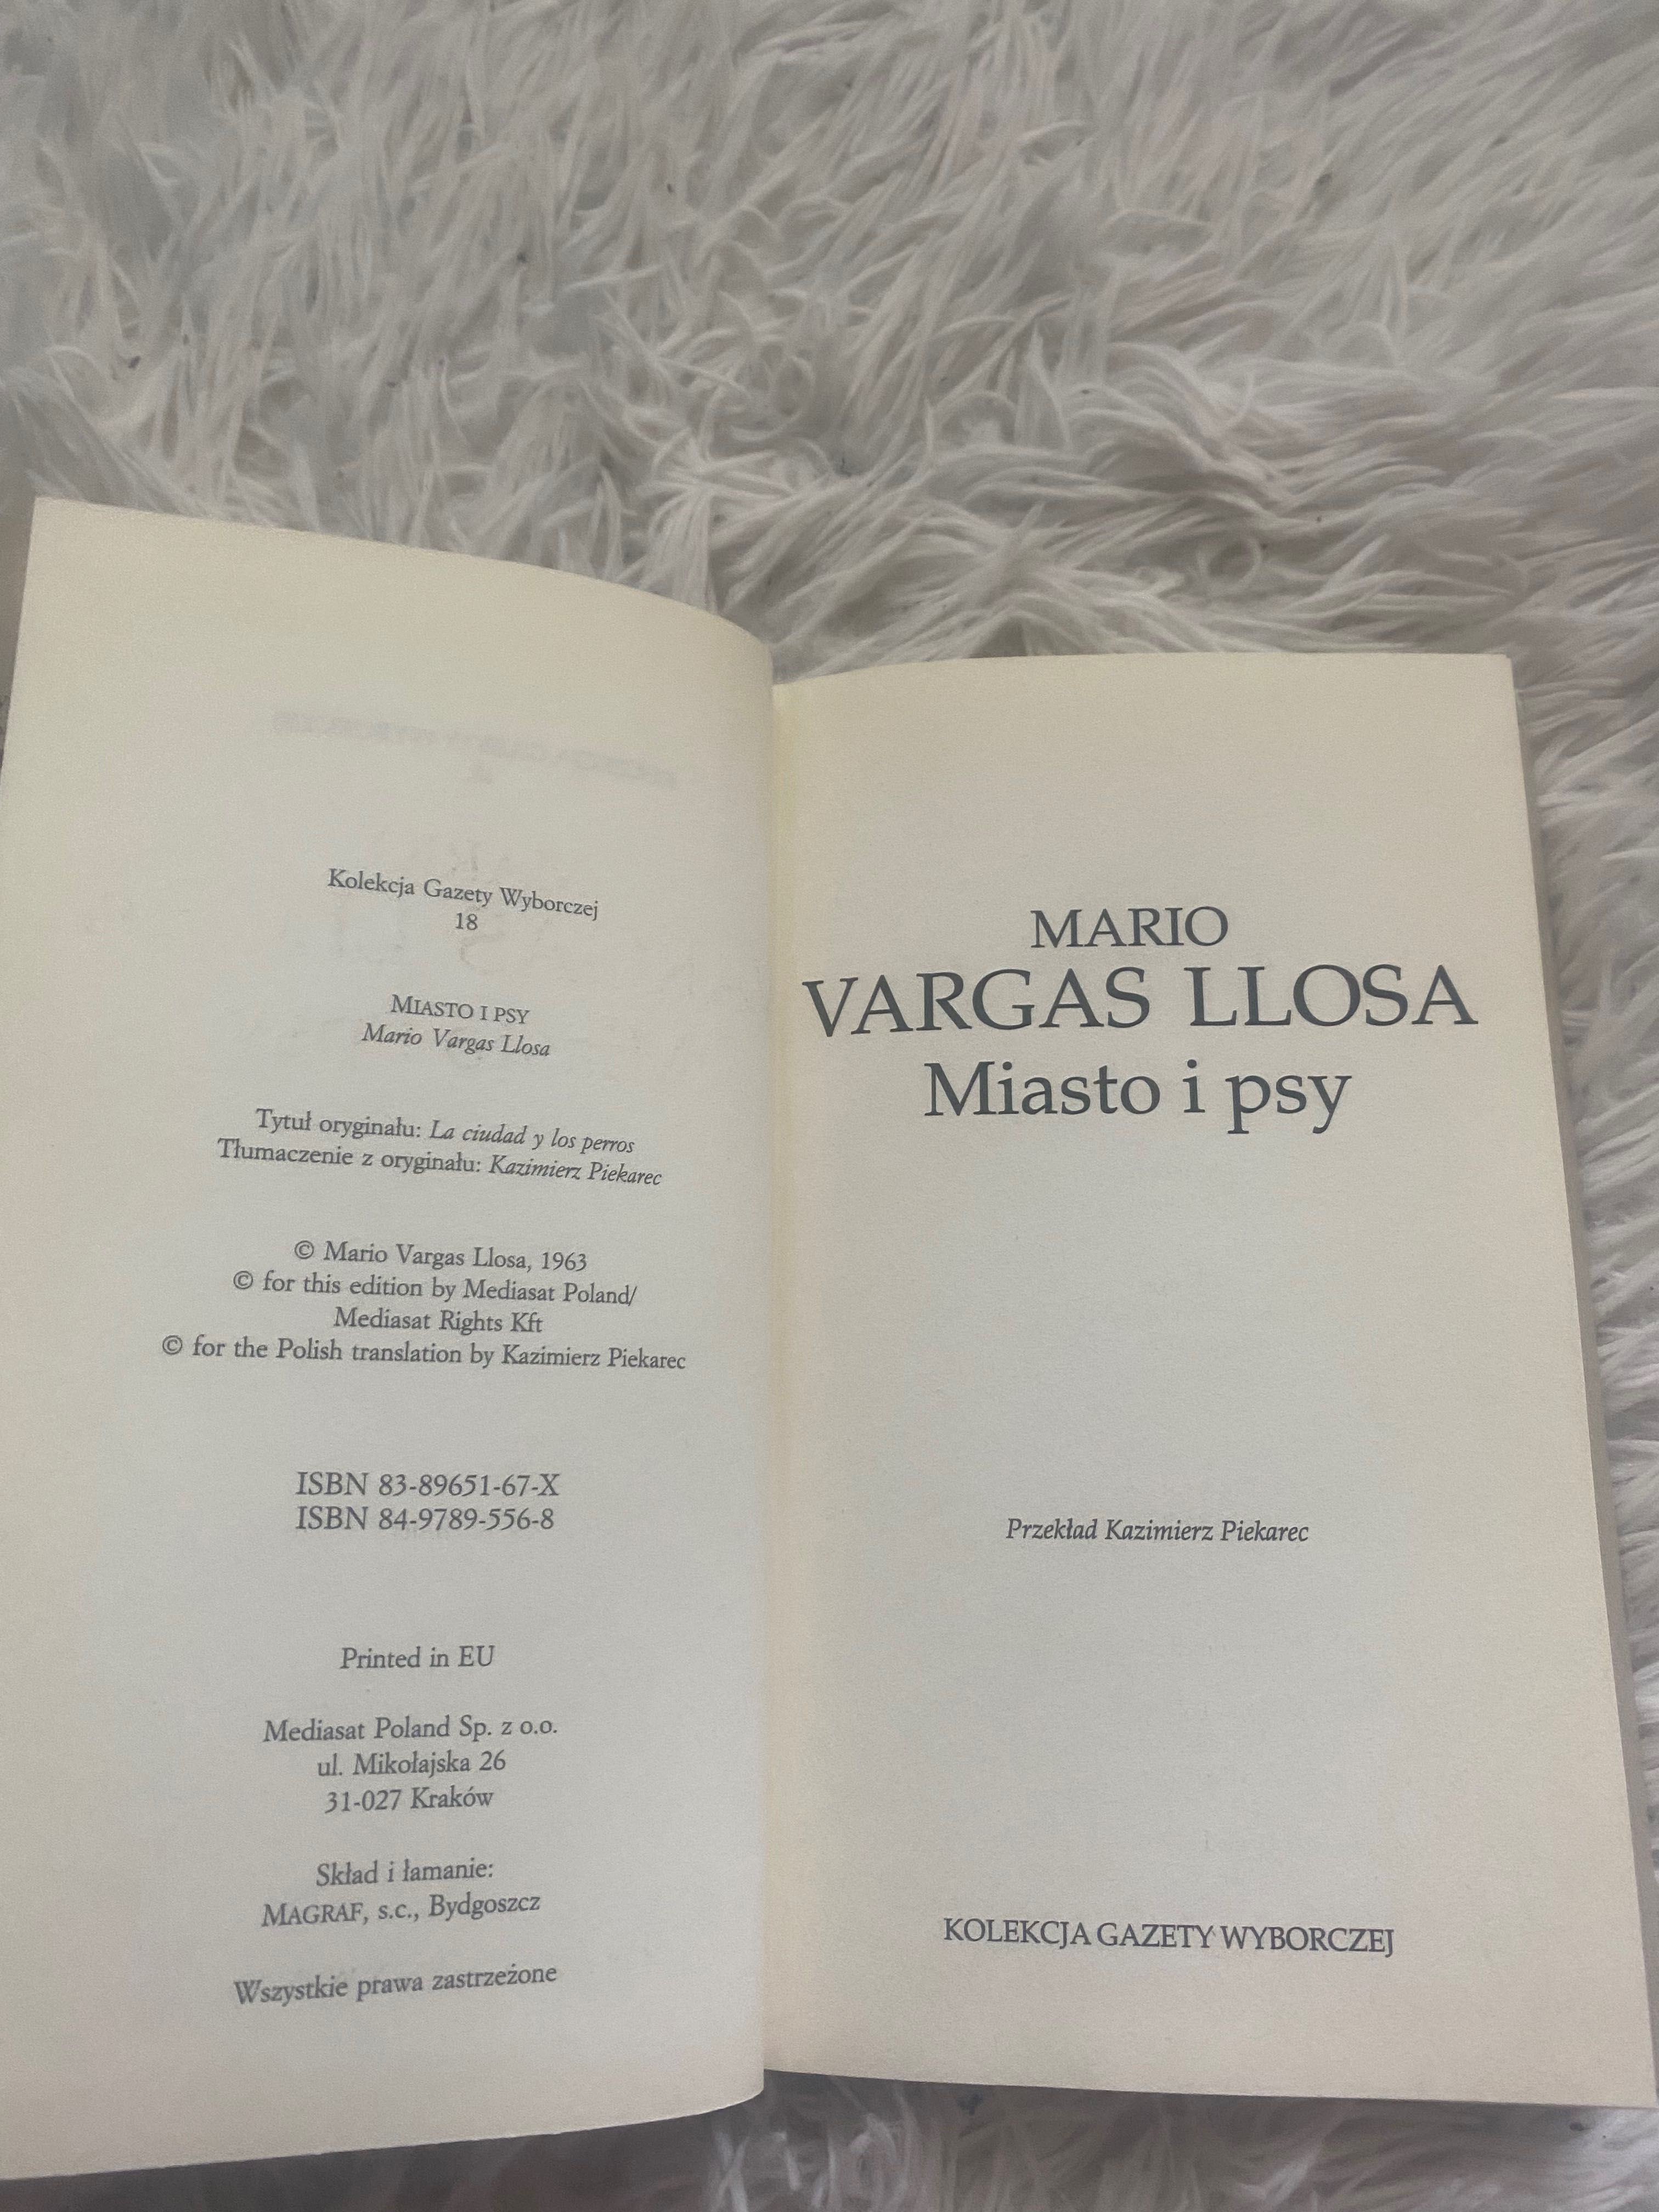 Kolekcja Gazety Wyborczej
18
MIASTO I PSY
Mario Vargas Llosa
Tytuł oryginału: La ciudad y los perros
Tłumaczenie z oryginału: Kazimierz Piekarec
© Mario Vargas Llosa, 1963
© for this edition by Mediasat Poland/
Mediasat Rights Kft
© for the Polish translation by Kazimierz Piekarec
ISBN 83-89651-67-X
ISBN 84-9789-556-8
Printed in EU
Mediasat Poland Sp. z o.o.
ul. Mikołajska 26
31-027 Kraków
Skład i łamanie:
MAGRAF, s.c., Bydgoszcz
Wszystkie prawa zastrzeżone
MARIO
VARGAS LLOSA
Miasto i psy
Przekład Kazimierz Piekarec
KOLEKCJA GAZETY WYBORCZEJ